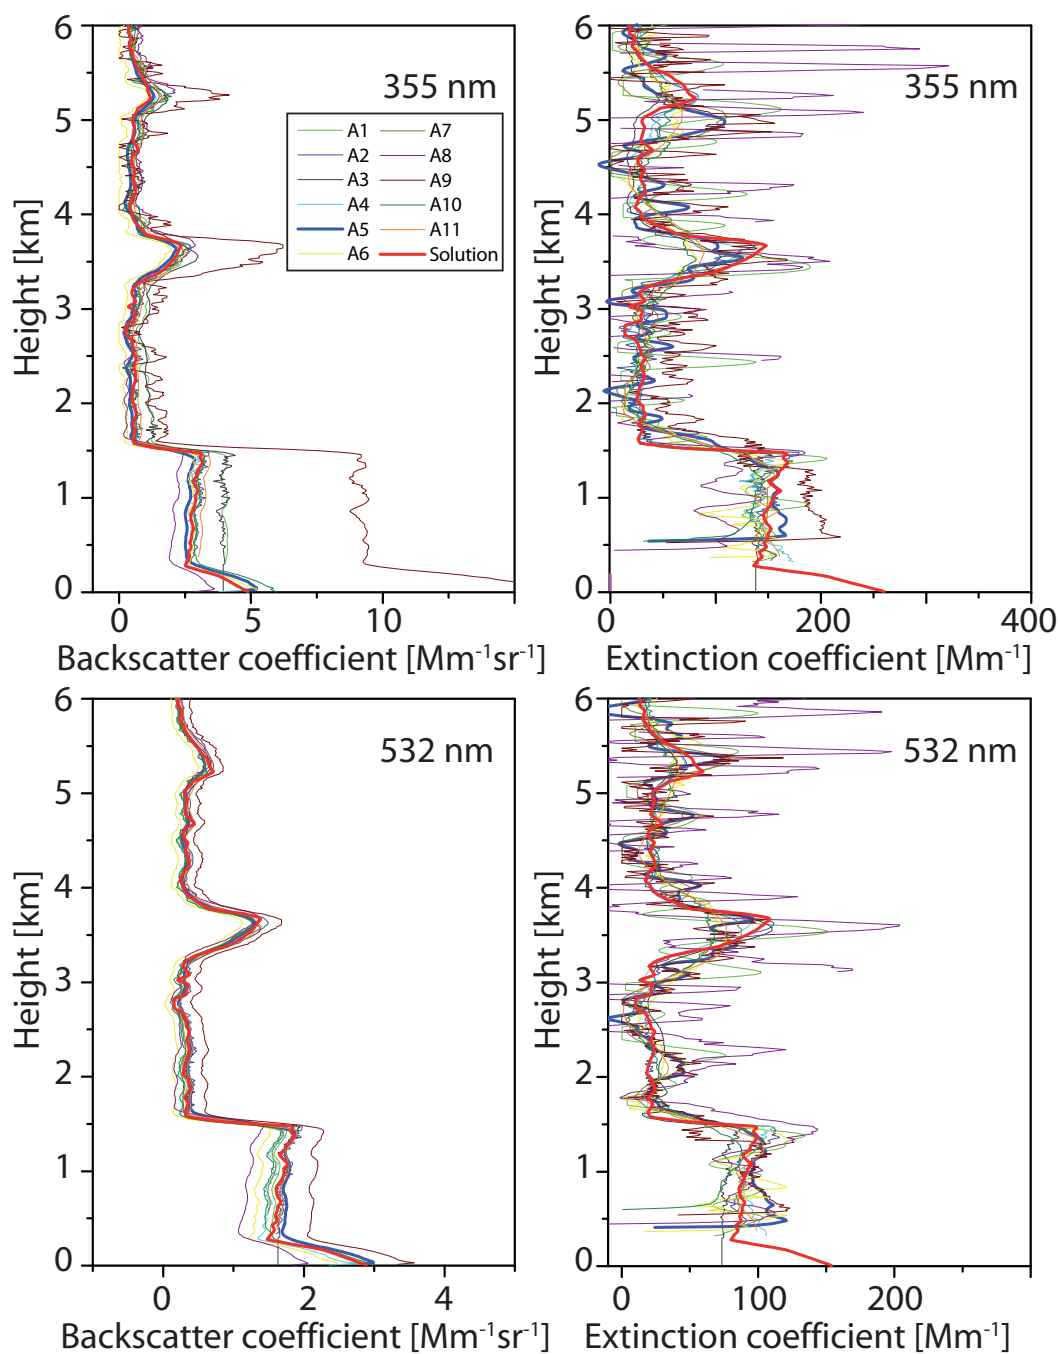 6
5
4
3
2
1
0
Height [km]
355 nm
A1 A7
A2 A8
A3 A9
A4 A10
A5 A11
A6 Solution
0 5 10
Backscatter coefficient [Mm⁻¹sr⁻¹]
6
5
4
3
2
1
0
Height [km]
355 nm
0 200 400
Extinction coefficient [Mm⁻¹]
6
5
4
3
2
1
0
Height [km]
532 nm
0 2 4
Backscatter coefficient [Mm⁻¹sr⁻¹]
6
5
4
3
2
1
0
Height [km]
532 nm
0 100 200
Extinction coefficient [Mm⁻¹]